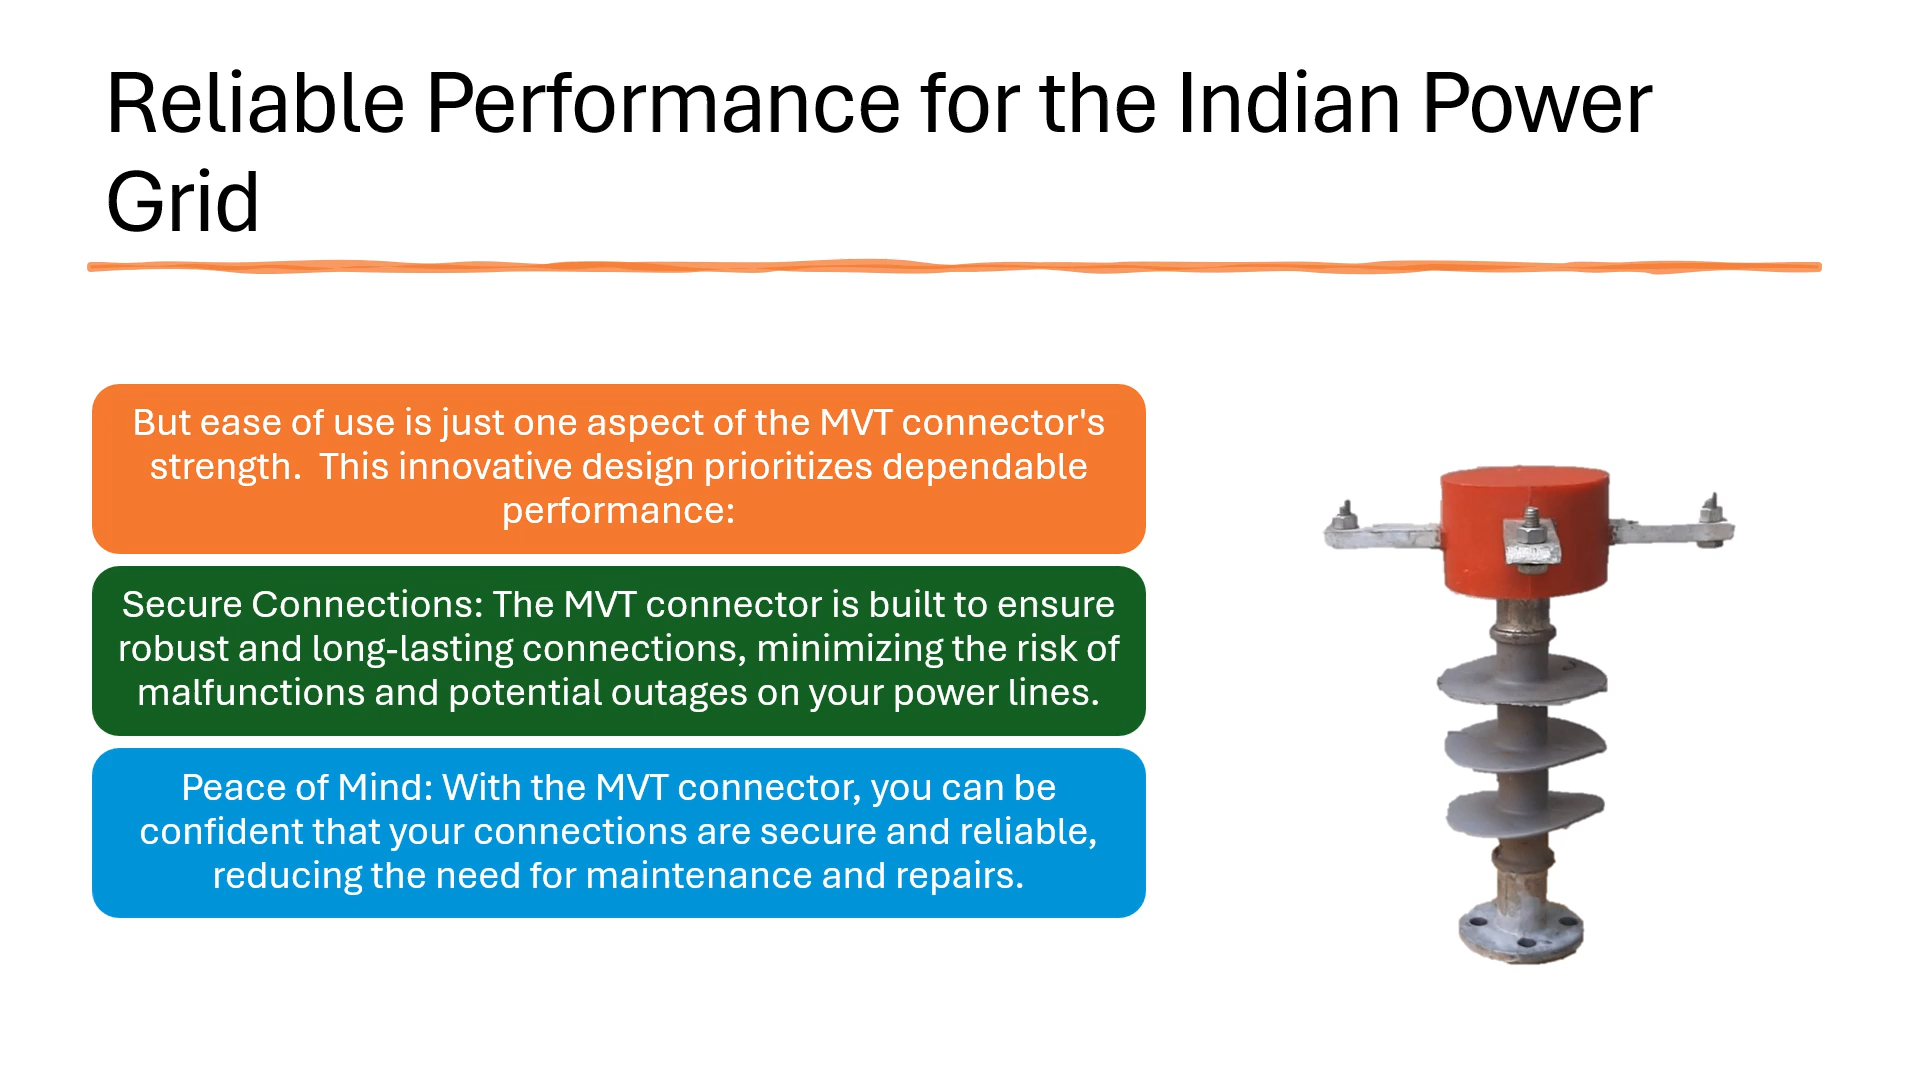 Reliable Performance for the Indian Power
Grid
But ease of use is just one aspect of the MVT connector's
strength.  This innovative design prioritizes dependable
performance:
Secure Connections: The MVT connector is built to ensure
robust and long-lasting connections, minimizing the risk of
malfunctions and potential outages on your power lines.
Peace of Mind: With the MVT connector, you can be
confident that your connections are secure and reliable,
reducing the need for maintenance and repairs.